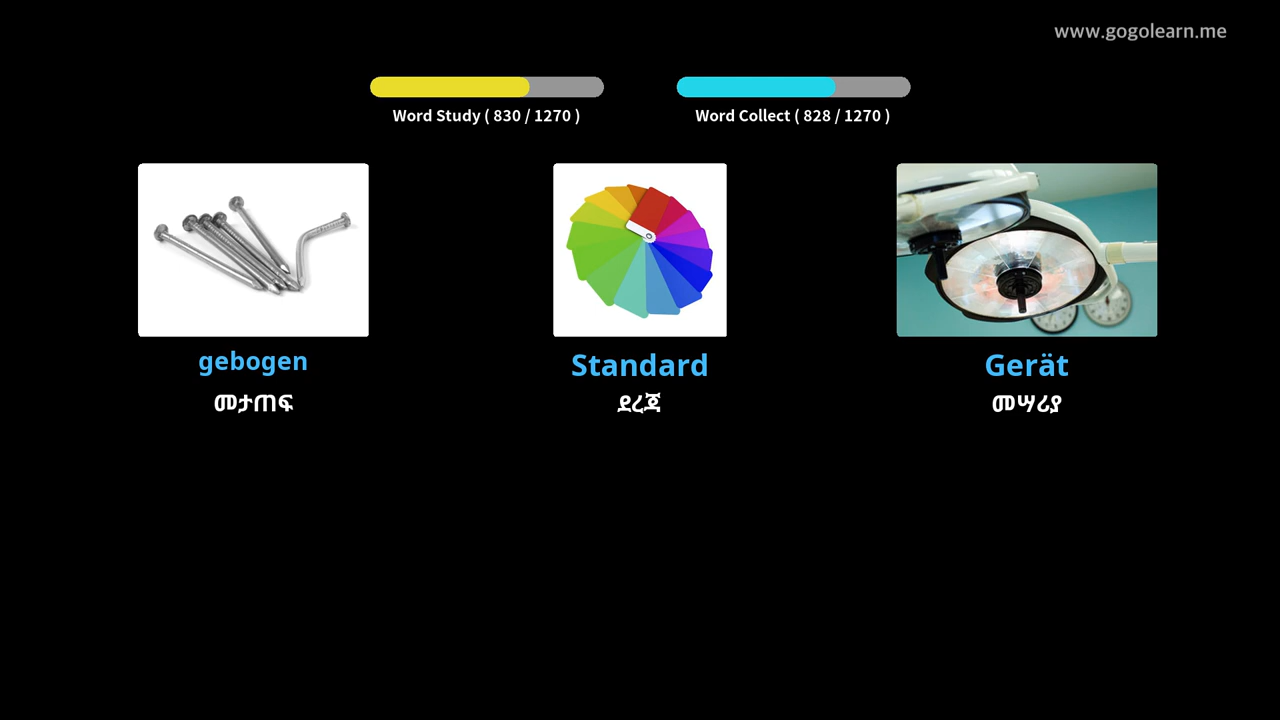 www.gogolearn.me
Word Study ( 830 / 1270 )
Word Collect ( 828 / 1270 )
gebogen
Standard
Gerät
መታጠፍ
ደረጃ
መሣሪያ